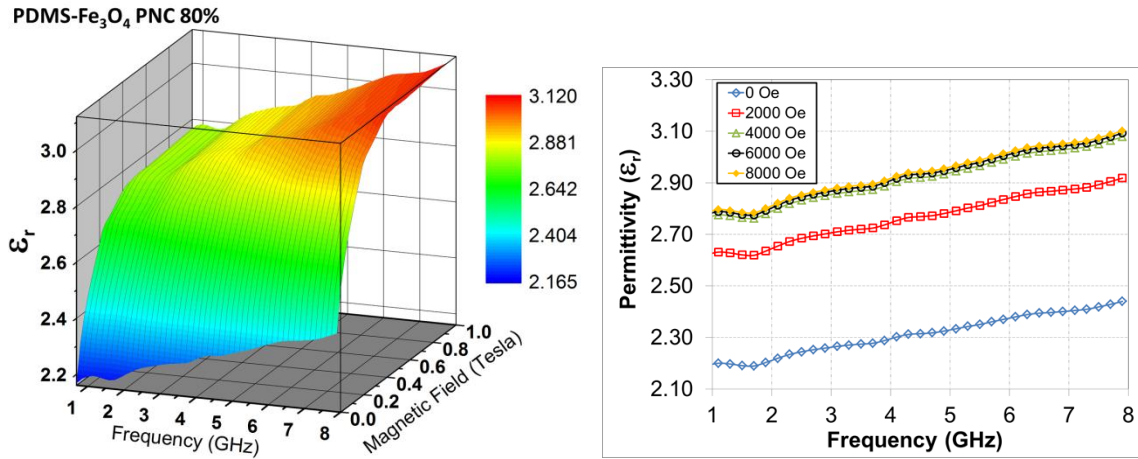 PDMS-Fe₃O₄ PNC 80%
3.0
2.8
2.6
2.4
2.2
εr
1 2 3 4 5 6 7 8
Frequency (GHz)
0.0 0.2 0.4 0.6 0.8 1.0
Magnetic Field (Tesla)
3.120
2.881
2.642
2.404
2.165
3.30
3.10
2.90
2.70
2.50
2.30
2.10
Permittivity (εr)
0 Oe
2000 Oe
4000 Oe
6000 Oe
8000 Oe
1 2 3 4 5 6 7 8
Frequency (GHz)